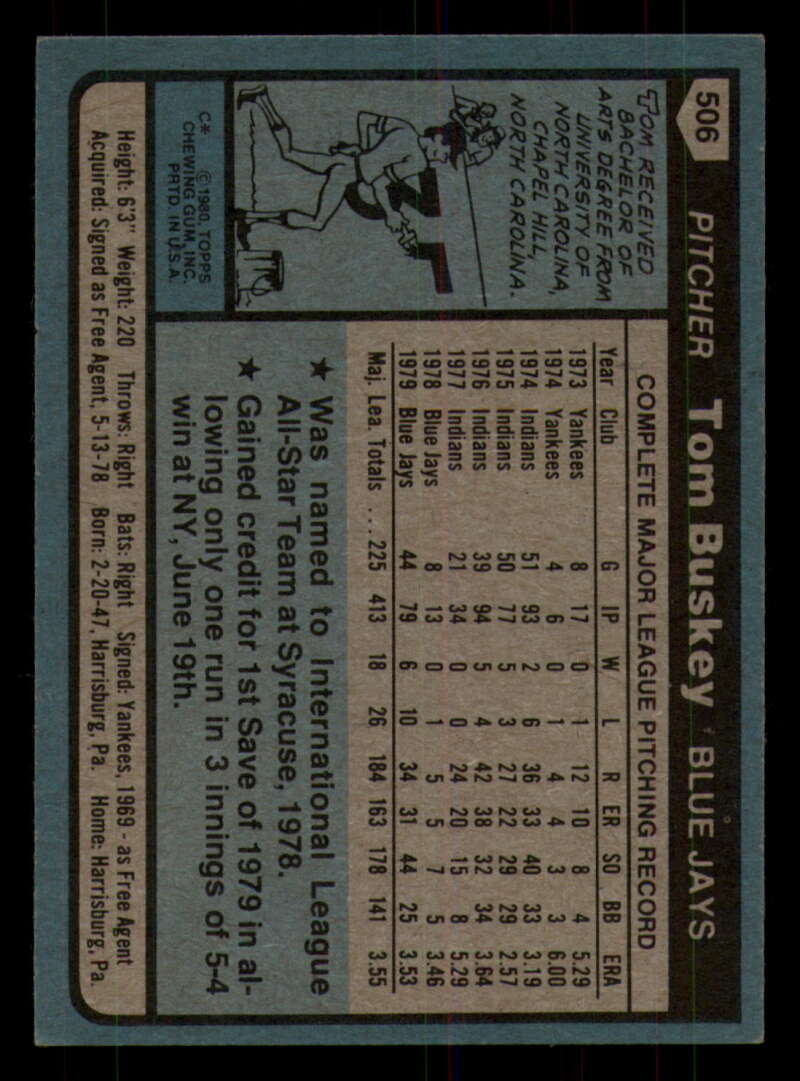 506 PITCHER Tom Buskey BLUE JAYS
TOM RECEIVED
BACHELOR OF
ARTS DEGREE FROM
UNIVERSITY OF
NORTH CAROLINA,
CHAPEL HILL,
NORTH CAROLINA.
C* © 1980 TOPPS
CHEWING GUM, INC.
PRTD. IN U.S.A.
COMPLETE MAJOR LEAGUE PITCHING RECORD
Year Club G IP W L R ER SO BB ERA
1973 Yankees 8 17 0 1 12 10 8 4 5.29
1974 Yankees 4 6 0 1 4 4 3 3 6.00
1974 Indians 51 93 2 6 36 33 40 33 3.19
1975 Indians 50 77 5 3 27 22 29 29 2.57
1976 Indians 39 94 5 4 42 38 32 34 3.64
1977 Indians 21 34 0 0 24 20 15 8 5.29
1978 Blue Jays 8 13 0 1 5 5 7 5 3.46
1979 Blue Jays 44 79 6 10 34 31 44 25 3.53
Maj. Lea. Totals ... 225 413 18 26 184 163 178 141 3.55
★ Was named to International League
All-Star Team at Syracuse, 1978.
★ Gained credit for 1st Save of 1979 in al-
lowing only one run in 3 innings of 5-4
win at NY, June 19th.
Height: 6'3" Weight: 220 Throws: Right Bats: Right Signed: Yankees, 1969 - as Free Agent
Acquired: Signed as Free Agent, 5-13-78 Born: 2-20-47, Harrisburg, Pa. Home: Harrisburg, Pa.